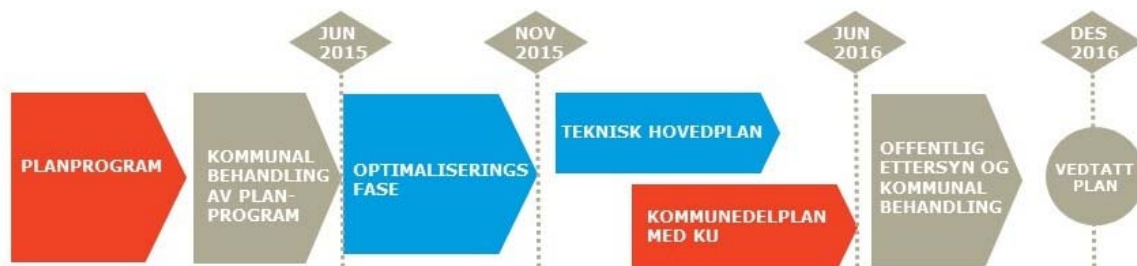 JUN
2015
NOV
2015
JUN
2016
DES
2016
PLANPROGRAM
KOMMUNAL
BEHANDLING
AV PLAN-
PROGRAM
OPTIMALISERINGS
FASE
TEKNISK HOVEDPLAN
KOMMUNEDELPLAN
MED KU
OFFENTLIG
ETTERSYN OG
KOMMUNAL
BEHANDLING
VEDTATT
PLAN